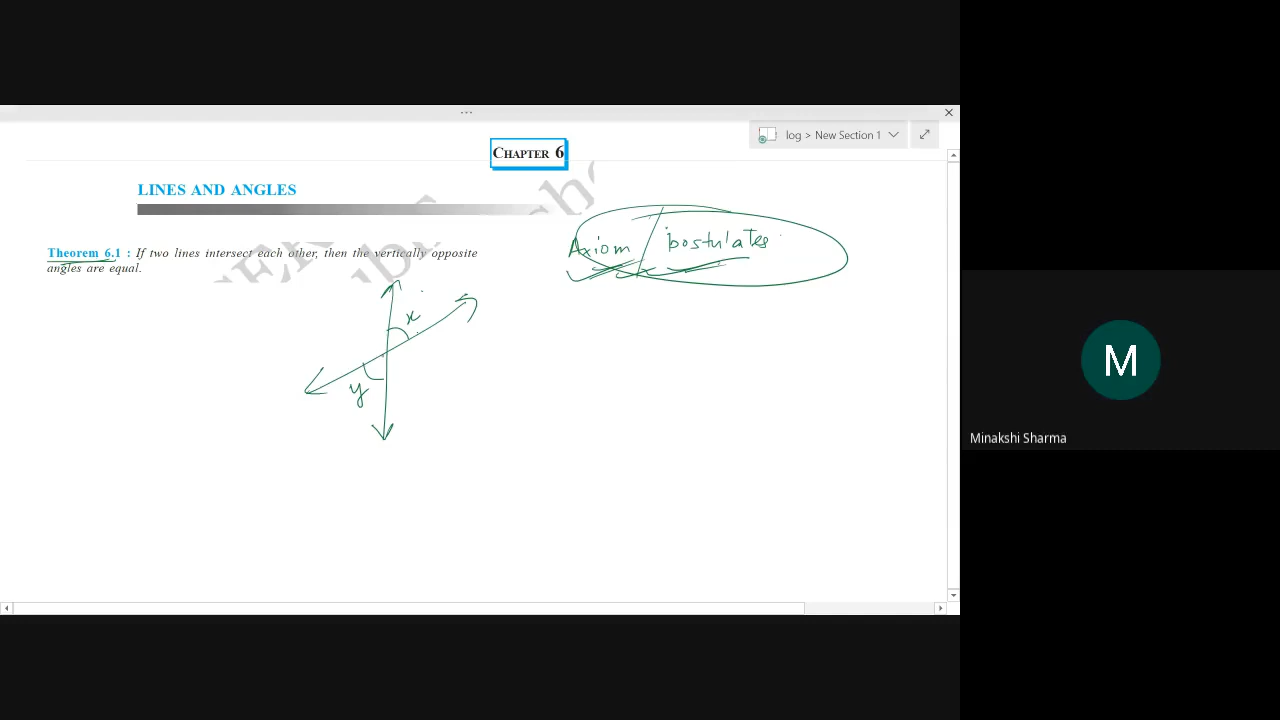 log > New Section 1
CHAPTER 6
LINES AND ANGLES
Theorem 6.1 : If two lines intersect each other, then the vertically opposite
angles are equal.
Axiom / postulates
x
y
M
Minakshi Sharma